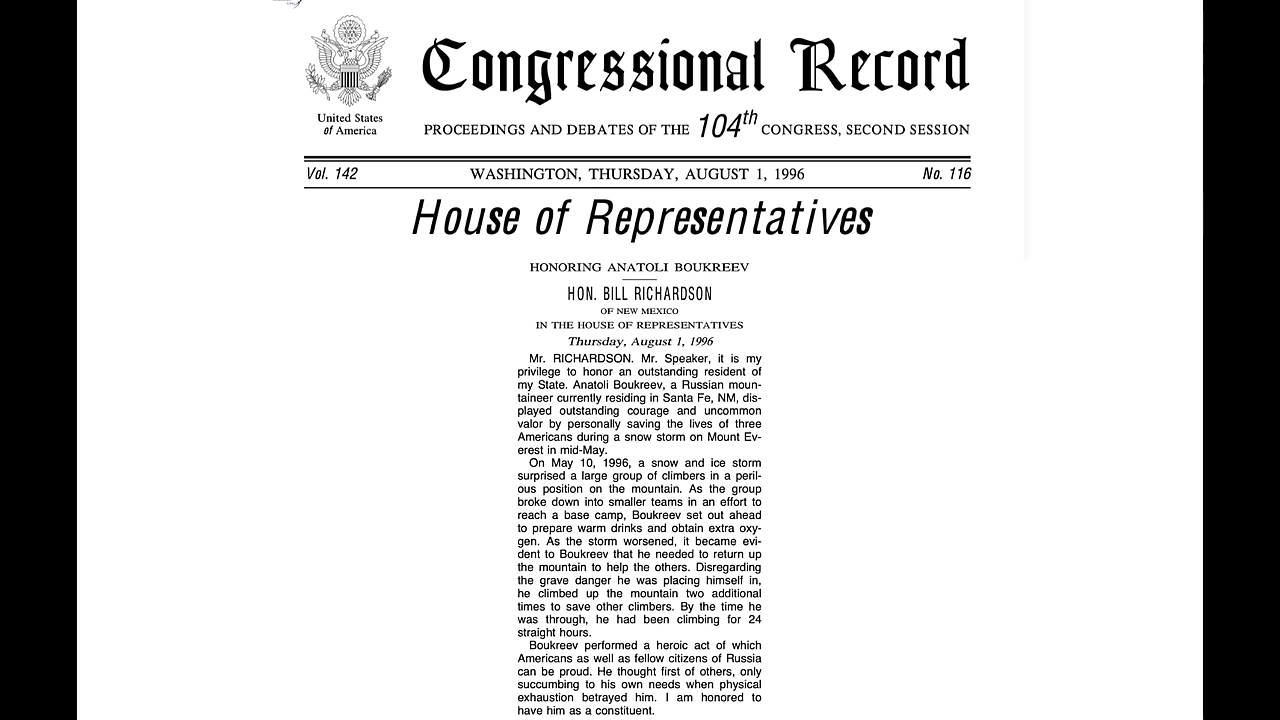 Congressional Record
United States
of America
PROCEEDINGS AND DEBATES OF THE 104th CONGRESS, SECOND SESSION
Vol. 142 WASHINGTON, THURSDAY, AUGUST 1, 1996 No. 116
House of Representatives
HONORING ANATOLI BOUKREEV
HON. BILL RICHARDSON
OF NEW MEXICO
IN THE HOUSE OF REPRESENTATIVES
Thursday, August 1, 1996
Mr. RICHARDSON. Mr. Speaker, it is my
privilege to honor an outstanding resident of
my State. Anatoli Boukreev, a Russian moun-
taineer currently residing in Santa Fe, NM, dis-
played outstanding courage and uncommon
valor by personally saving the lives of three
Americans during a snow storm on Mount Ev-
erest in mid-May.
On May 10, 1996, a snow and ice storm
surprised a large group of climbers in a peril-
ous position on the mountain. As the group
broke down into smaller teams in an effort to
reach a base camp, Boukreev set out ahead
to prepare warm drinks and obtain extra oxy-
gen. As the storm worsened, it became evi-
dent to Boukreev that he needed to return up
the mountain to help the others. Disregarding
the grave danger he was placing himself in,
he climbed up the mountain two additional
times to save other climbers. By the time he
was through, he had been climbing for 24
straight hours.
Boukreev performed a heroic act of which
Americans as well as fellow citizens of Russia
can be proud. He thought first of others, only
succumbing to his own needs when physical
exhaustion betrayed him. I am honored to
have him as a constituent.